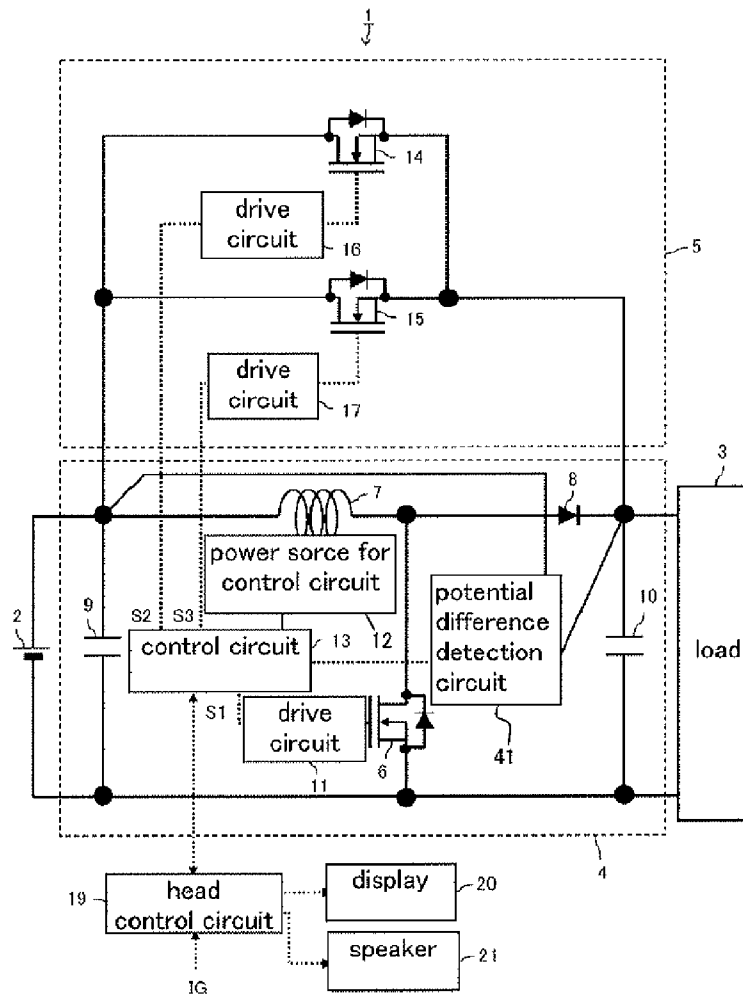 1
14
drive
circuit
16
5
15
drive
circuit
17
3
7
8
power sorce for
control circuit
2
9
S2
S3
12
potential
difference
detection
circuit
10
load
control circuit
13
S1
drive
circuit
11
6
41
4
19
head
control circuit
display
20
speaker
21
IG